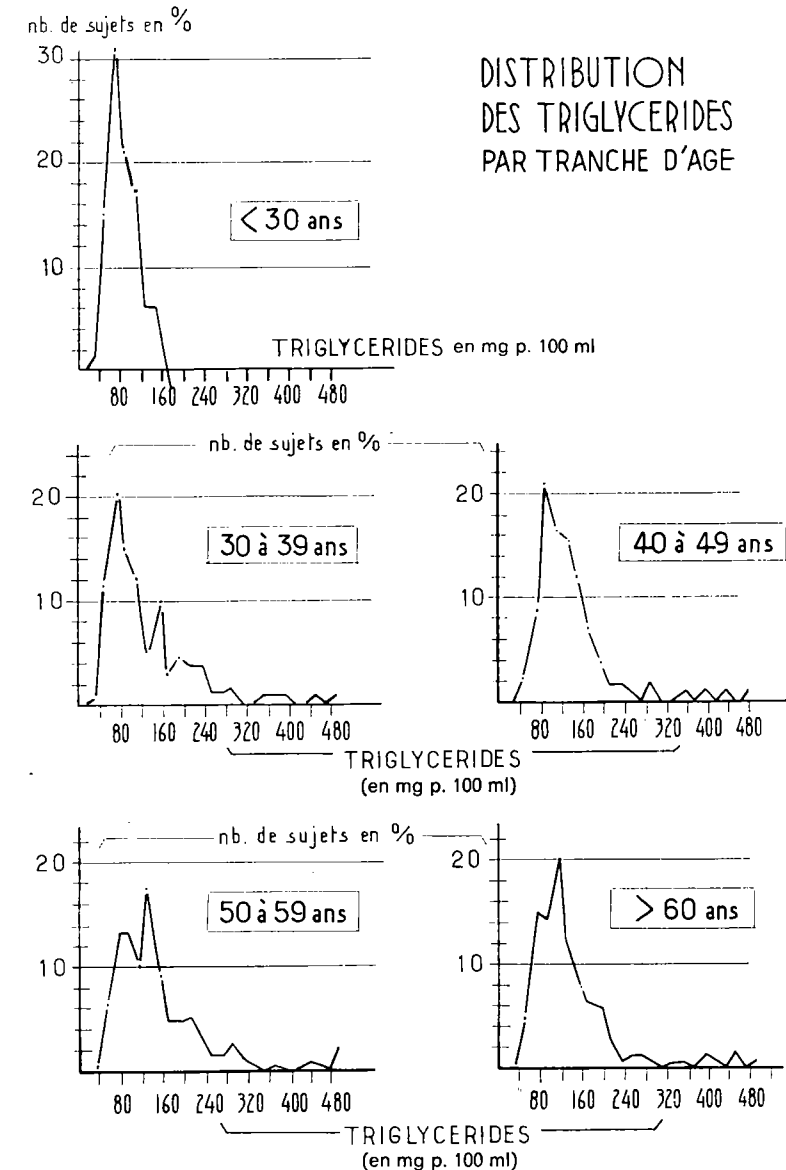 nb. de sujets en %
DISTRIBUTION
DES TRIGLYCERIDES
PAR TRANCHE D'AGE
30
20
10
< 30 ans
TRIGLYCERIDES en mg p. 100 ml
80 160 240 320 400 480
nb. de sujets en %
20
10
30 à 39 ans
80 160 240 320 400 480
20
10
40 à 49 ans
80 160 240 320 400 480
TRIGLYCERIDES
(en mg p. 100 ml)
nb. de sujets en %
20
10
50 à 59 ans
80 160 240 320 400 480
20
10
> 60 ans
80 160 240 320 400 480
TRIGLYCERIDES
(en mg p. 100 ml)